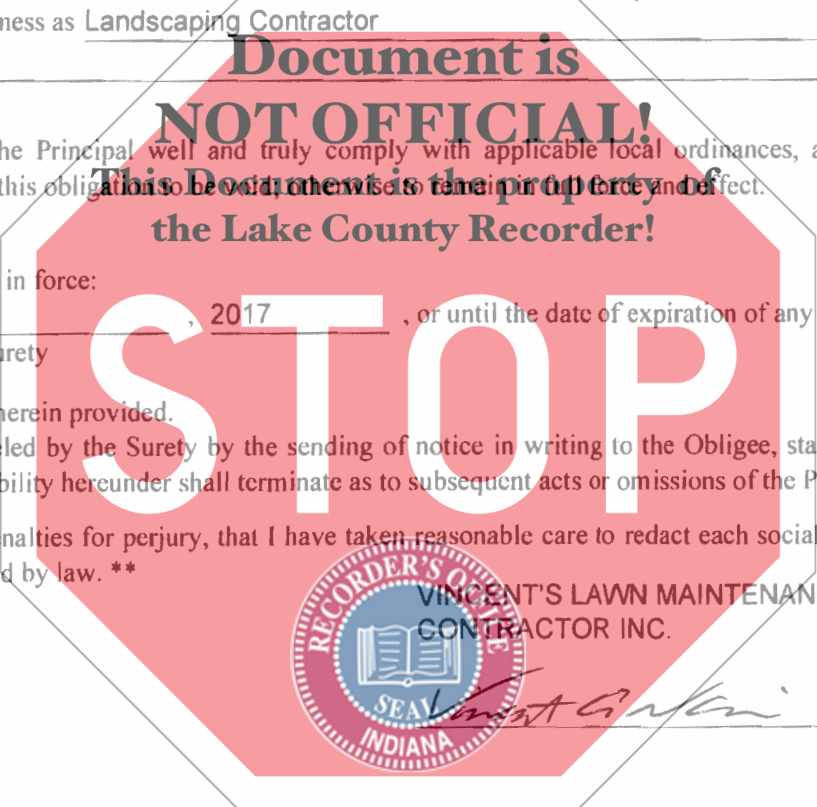 ness as Landscaping Contractor
Document is
NOT OFFICIAL!
he Principal well and truly comply with applicable local ordinances, a
this obligation to be void; otherwise to remain in full force and effect.
This Document is the property of
the Lake County Recorder!
in force:
, 2017 , or until the date of expiration of any
urety
STOP
herein provided.
led by the Surety by the sending of notice in writing to the Obligee, sta
bility hereunder shall terminate as to subsequent acts or omissions of the P
nalties for perjury, that I have taken reasonable care to redact each social
d by law. **
RECORDER'S OFFICE
SEAL
INDIANA
VINCENT'S LAWN MAINTENAN
CONTRACTOR INC.